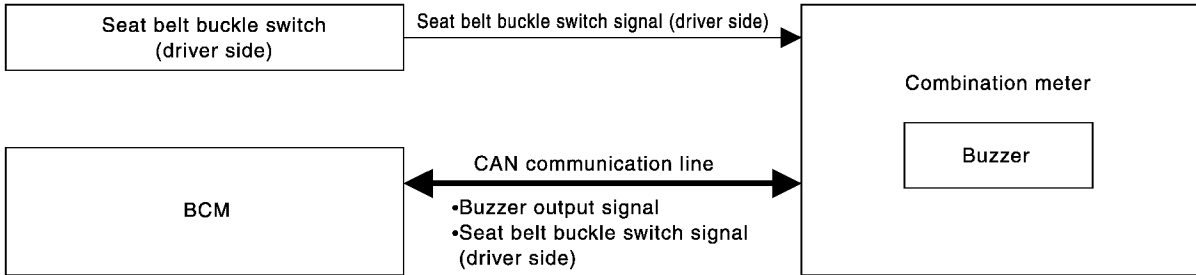 Seat belt buckle switch
(driver side)
Seat belt buckle switch signal (driver side)
Combination meter
Buzzer
BCM
CAN communication line
•Buzzer output signal
•Seat belt buckle switch signal
(driver side)